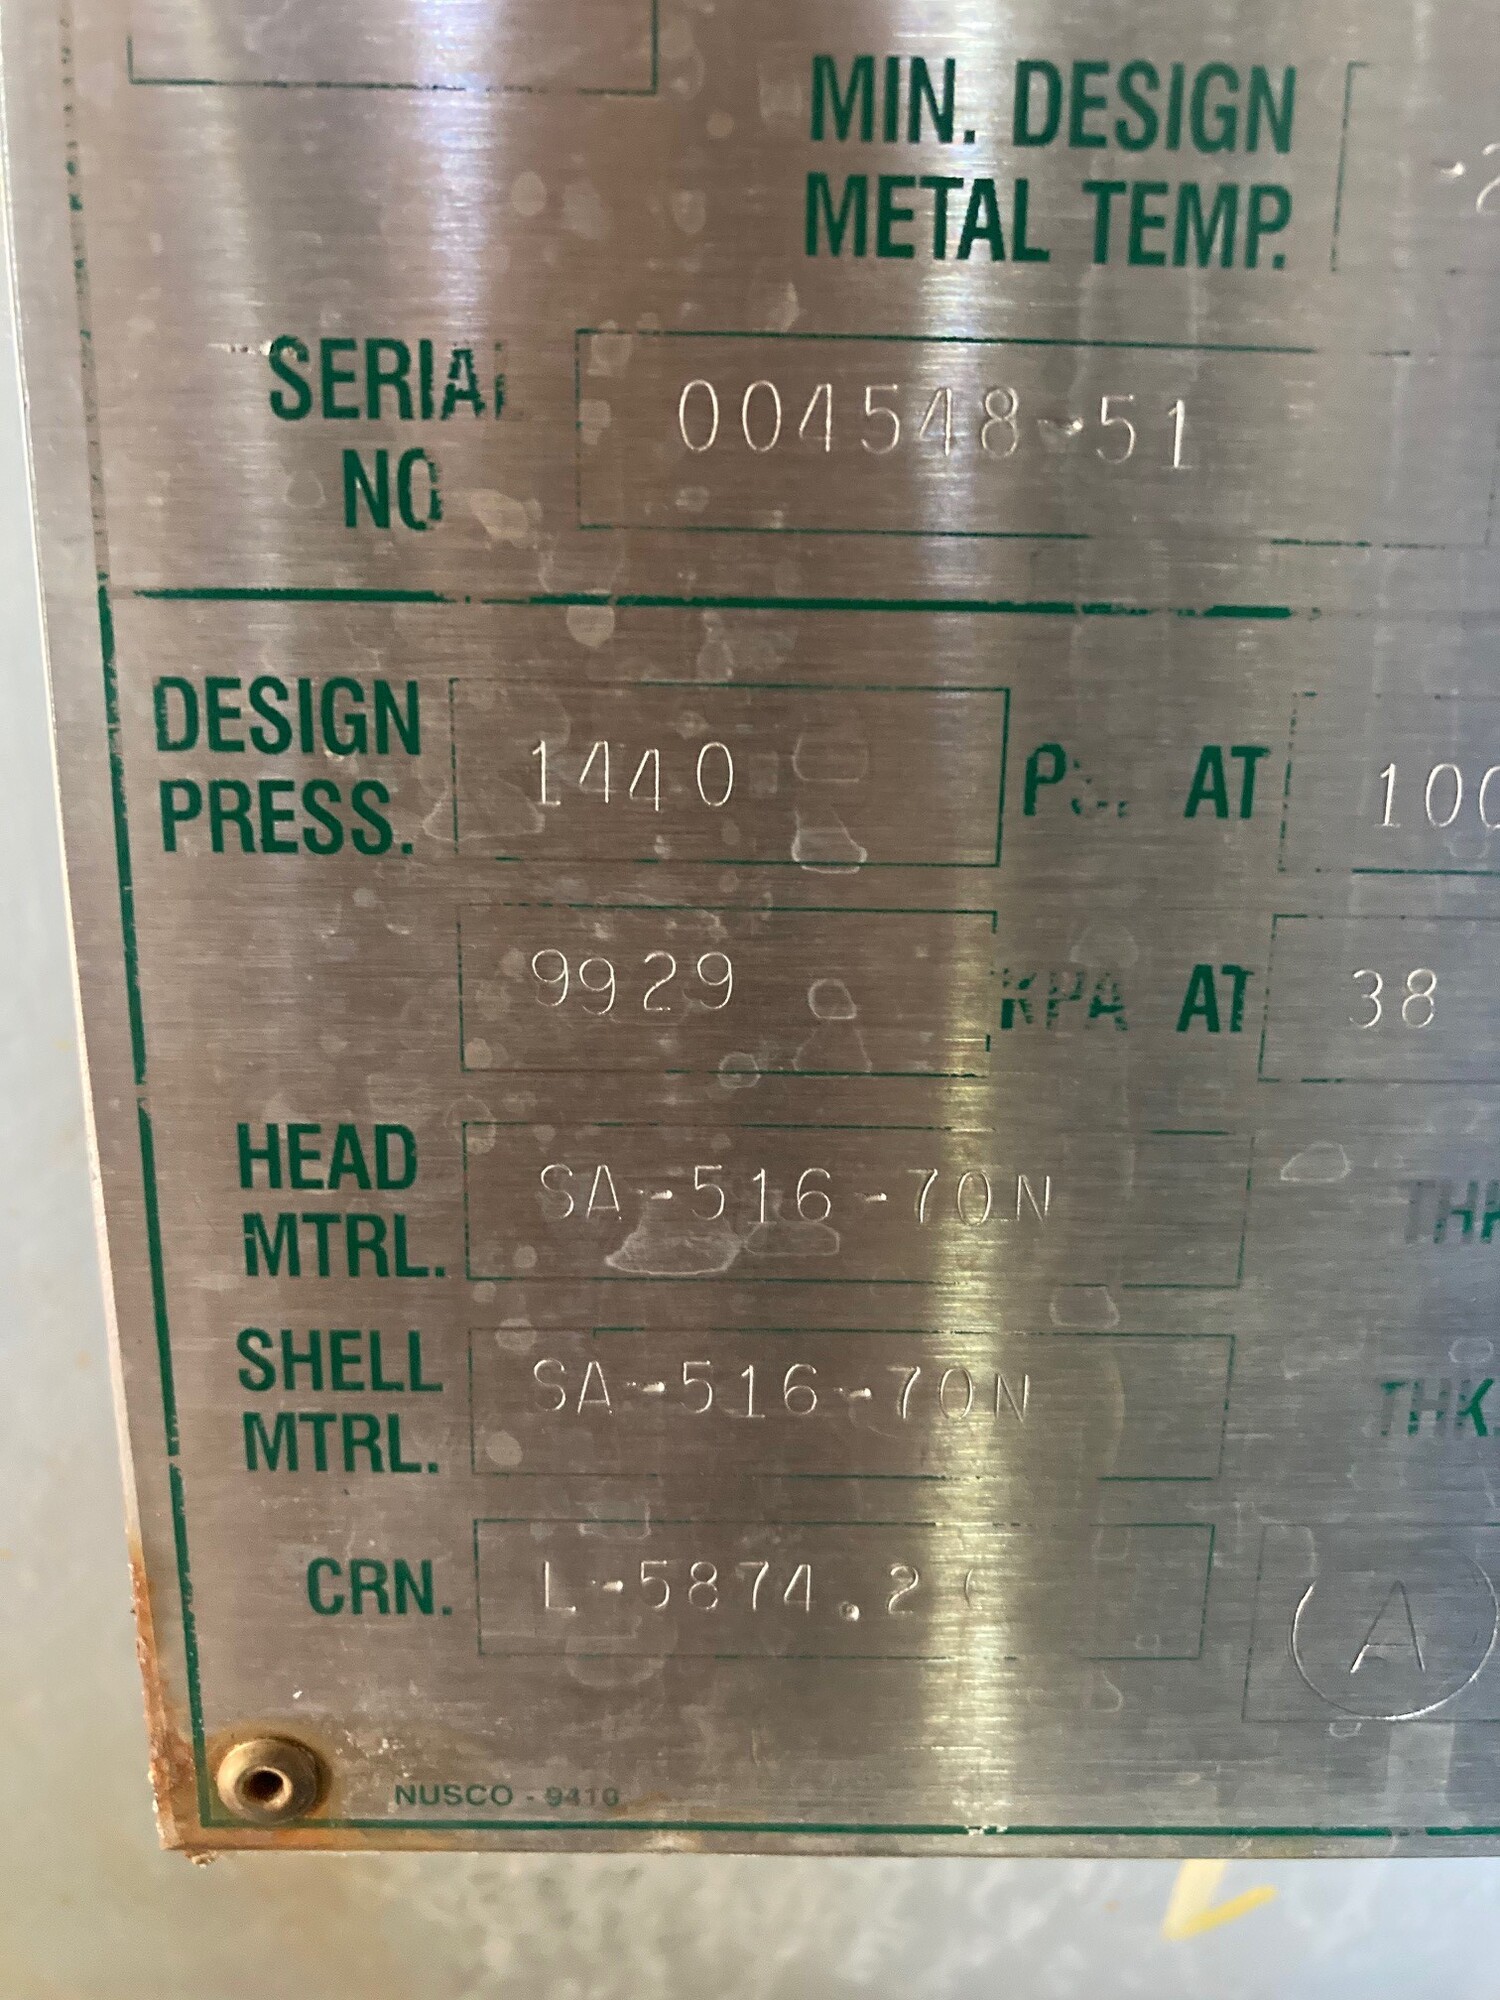 MIN. DESIGN
METAL TEMP.
SERIAL
NO
004548-51
DESIGN
PRESS.
1440
AT
100
9929
KPA AT
38
HEAD
MTRL.
SA-516-70N
SHELL
MTRL.
SA-516-70N
THK.
CRN.
L-5874.2
A
NUSCO - 9410